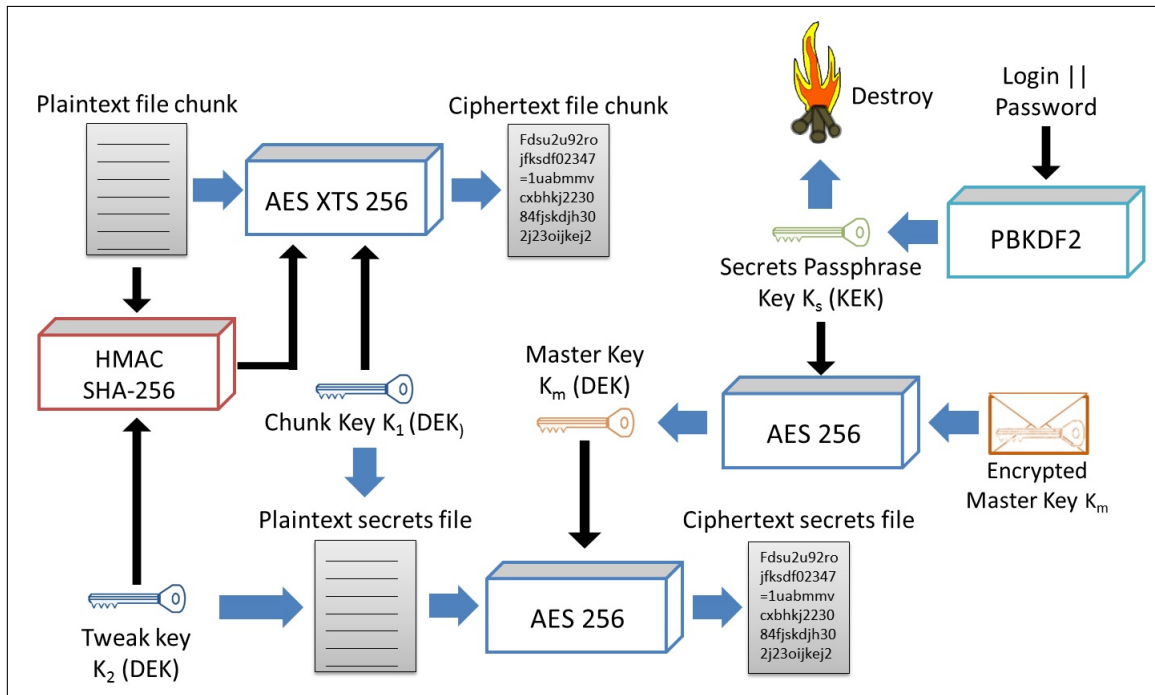 Plaintext file chunk
AES XTS 256
Ciphertext file chunk
Fdsu2u92ro
jfksdf02347
=1uabmmv
cxbhkj2230
84fjskdjh30
2j23oijkej2
Destroy
Login ||
Password
PBKDF2
Secrets Passphrase
Key Ks (KEK)
HMAC
SHA-256
Chunk Key K1 (DEK)
Master Key
Km (DEK)
AES 256
Encrypted
Master Key Km
Plaintext secrets file
AES 256
Ciphertext secrets file
Fdsu2u92ro
jfksdf02347
=1uabmmv
cxbhkj2230
84fjskdjh30
2j23oijkej2
Tweak key
K2 (DEK)